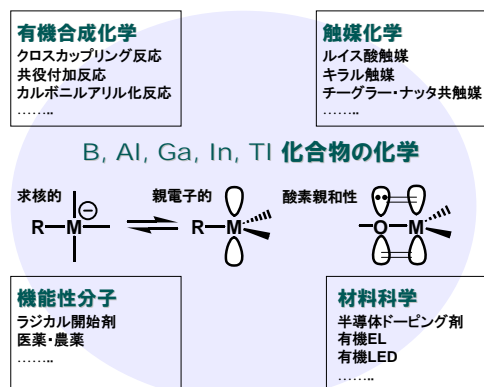 有機合成化学
クロスカップリング反応
共役付加反応
カルボニルアリル化反応
……..
触媒化学
ルイス酸触媒
キラル触媒
チーグラー・ナッタ共触媒
……..
B, Al, Ga, In, Tl 化合物の化学
求核的
親電子的
酸素親和性
R M −
R M
O M
機能性分子
ラジカル開始剤
医薬・農薬
……..
材料科学
半導体ドーピング剤
有機EL
有機LED
……..